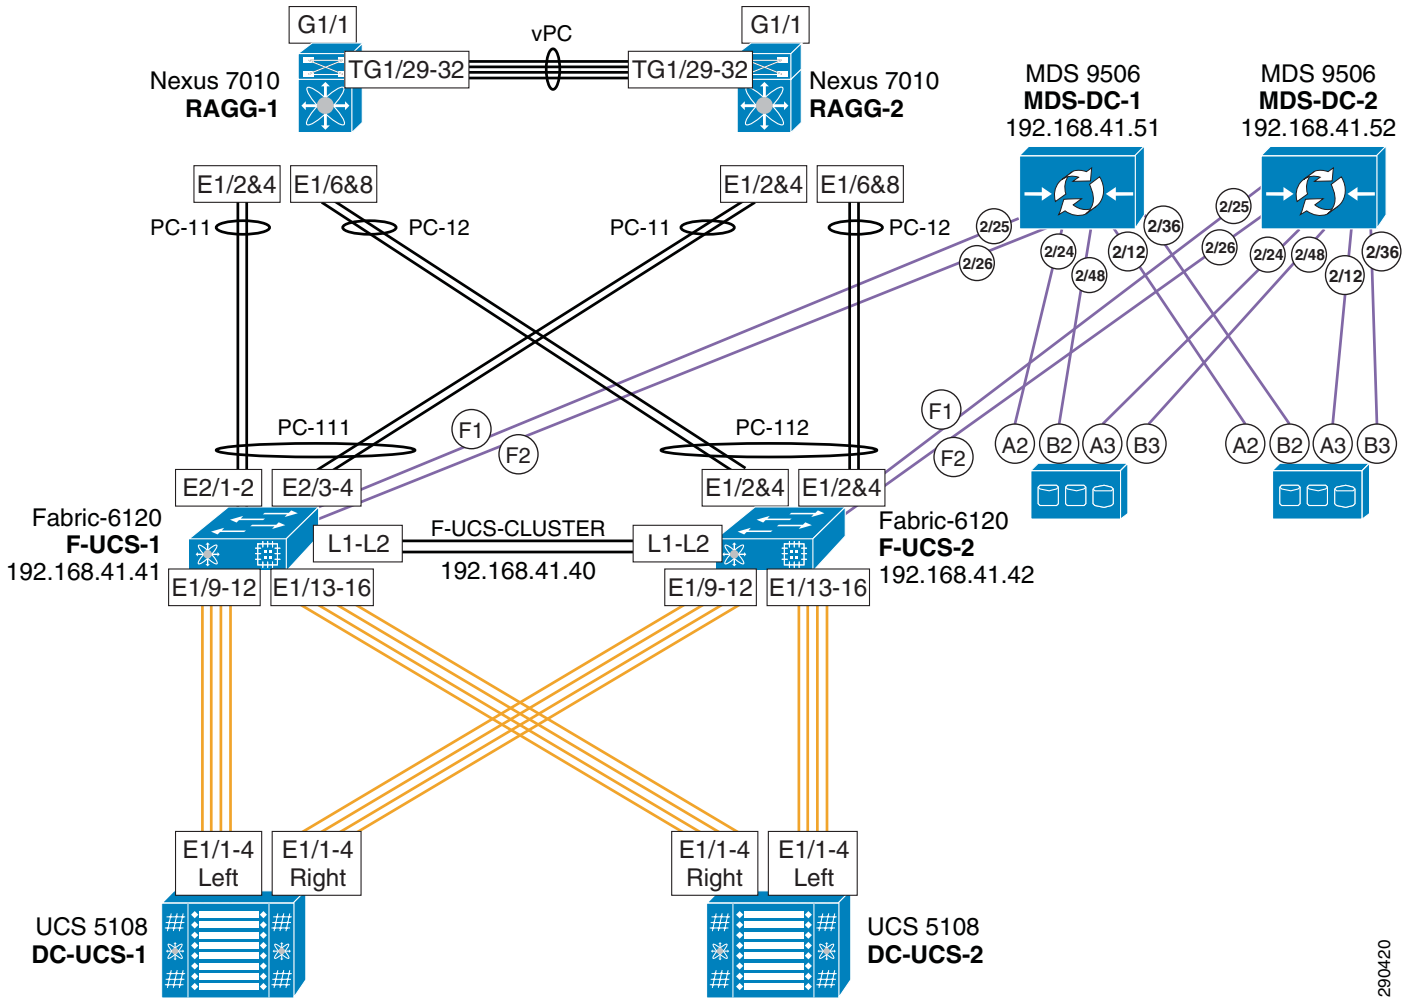 G1/1
vPC
G1/1
TG1/29-32
TG1/29-32
Nexus 7010
RAGG-1
Nexus 7010
RAGG-2
MDS 9506
MDS-DC-1
192.168.41.51
MDS 9506
MDS-DC-2
192.168.41.52
E1/2&4
E1/6&8
E1/2&4
E1/6&8
PC-11
PC-12
PC-11
PC-12
2/25
2/26
2/24
2/48
2/12
2/36
2/25
2/26
2/24
2/48
2/12
2/36
PC-111
PC-112
F1
F2
F1
F2
A2
B2
A3
B3
A2
B2
A3
B3
E2/1-2
E2/3-4
E1/2&4
E1/2&4
Fabric-6120
F-UCS-1
192.168.41.41
L1-L2
F-UCS-CLUSTER
192.168.41.40
L1-L2
Fabric-6120
F-UCS-2
192.168.41.42
E1/9-12
E1/13-16
E1/9-12
E1/13-16
E1/1-4
Left
E1/1-4
Right
E1/1-4
Right
E1/1-4
Left
UCS 5108
DC-UCS-1
UCS 5108
DC-UCS-2
290420